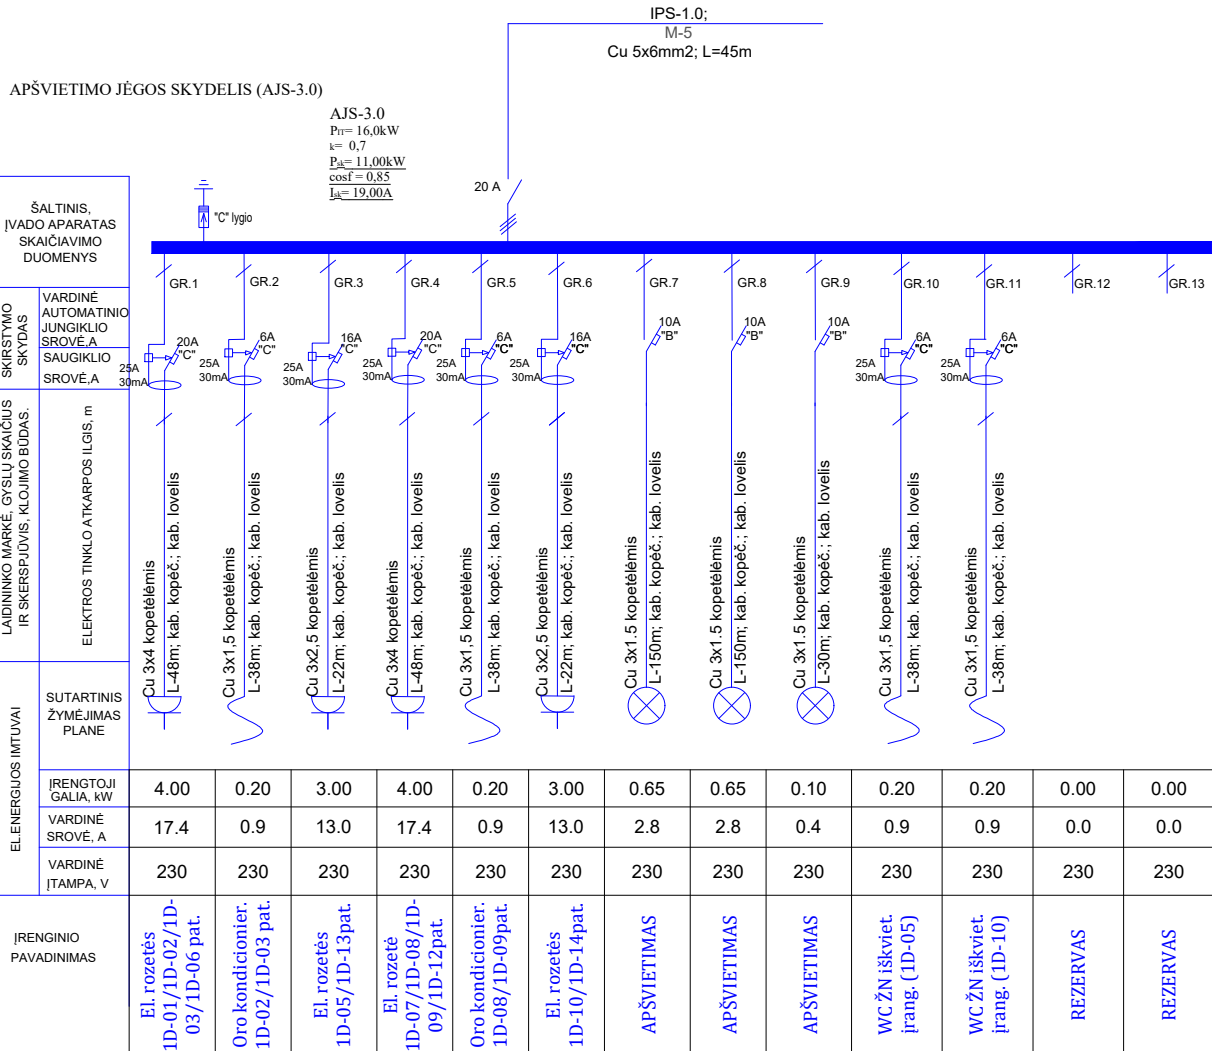 IPS-1.0;
M-5
Cu 5x6mm2; L=45m
APŠVIETIMO JĖGOS SKYDELIS (AJS-3.0)
AJS-3.0
PIT= 16,0kW
k= 0,7
Psk= 11,00kW
cosf = 0,85
Isk= 19,00A
20 A
"C" lygio
ŠALTINIS,
ĮVADO APARATAS
SKAIČIAVIMO
DUOMENYS
GR.1 GR.2 GR.3 GR.4 GR.5 GR.6 GR.7 GR.8 GR.9 GR.10 GR.11 GR.12 GR.13
SKIRSTYMO
SKYDAS
VARDINĖ
AUTOMATINIO
JUNGIKLIO
SROVĖ,A
SAUGIKLIO
SROVĖ,A
20A "C" 25A 30mA
6A "C" 25A 30mA
16A "C" 25A 30mA
20A "C" 25A 30mA
6A "C" 25A 30mA
16A "C" 25A 30mA
10A "B"
10A "B"
10A "B"
6A "C" 25A 30mA
6A "C" 25A 30mA
LAIDININKO MARKĖ, GYSLŲ SKAIČIUS
IR SKERSPJŪVIS, KLOJIMO BŪDAS.
ELEKTROS TINKLO ATKARPOS ILGIS, m
Cu 3x4 kopetėlėmis
L-48m; kab. kopėč.; kab. lovelis
Cu 3x1,5 kopetėlėmis
L-38m; kab. kopėč.; kab. lovelis
Cu 3x2,5 kopetėlėmis
L-22m; kab. kopėč.; kab. lovelis
Cu 3x4 kopetėlėmis
L-48m; kab. kopėč.; kab. lovelis
Cu 3x1,5 kopetėlėmis
L-38m; kab. kopėč.; kab. lovelis
Cu 3x2,5 kopetėlėmis
L-22m; kab. kopėč.; kab. lovelis
Cu 3x1.5 kopetėlėmis
L-150m; kab. kopėč.; kab. lovelis
Cu 3x1.5 kopetėlėmis
L-150m; kab. kopėč.; kab. lovelis
Cu 3x1.5 kopetėlėmis
L-30m; kab. kopėč.; kab. lovelis
Cu 3x1,5 kopetėlėmis
L-38m; kab. kopėč.; kab. lovelis
Cu 3x1,5 kopetėlėmis
L-38m; kab. kopėč.; kab. lovelis
EL.ENERGIJOS IMTUVAI
SUTARTINIS
ŽYMĖJIMAS
PLANE
ĮRENGTOJI
GALIA, kW
4.00 0.20 3.00 4.00 0.20 3.00 0.65 0.65 0.10 0.20 0.20 0.00 0.00
VARDINĖ
SROVĖ, A
17.4 0.9 13.0 17.4 0.9 13.0 2.8 2.8 0.4 0.9 0.9 0.0 0.0
VARDINĖ
ĮTAMPA, V
230 230 230 230 230 230 230 230 230 230 230 230 230
ĮRENGINIO
PAVADINIMAS
El. rozetės
1D-01/1D-02/1D-
03/1D-06 pat.
Oro kondicionier.
1D-02/1D-03 pat.
El. rozetės
1D-05/1D-13pat.
El. rozetė
1D-07/1D-08/1D-
09/1D-12pat.
Oro kondicionier.
1D-08/1D-09pat.
El. rozetės
1D-10/1D-14pat.
APŠVIETIMAS
APŠVIETIMAS
APŠVIETIMAS
WC ŽN iškviet.
įrang. (1D-05)
WC ŽN iškviet.
įrang. (1D-10)
REZERVAS
REZERVAS